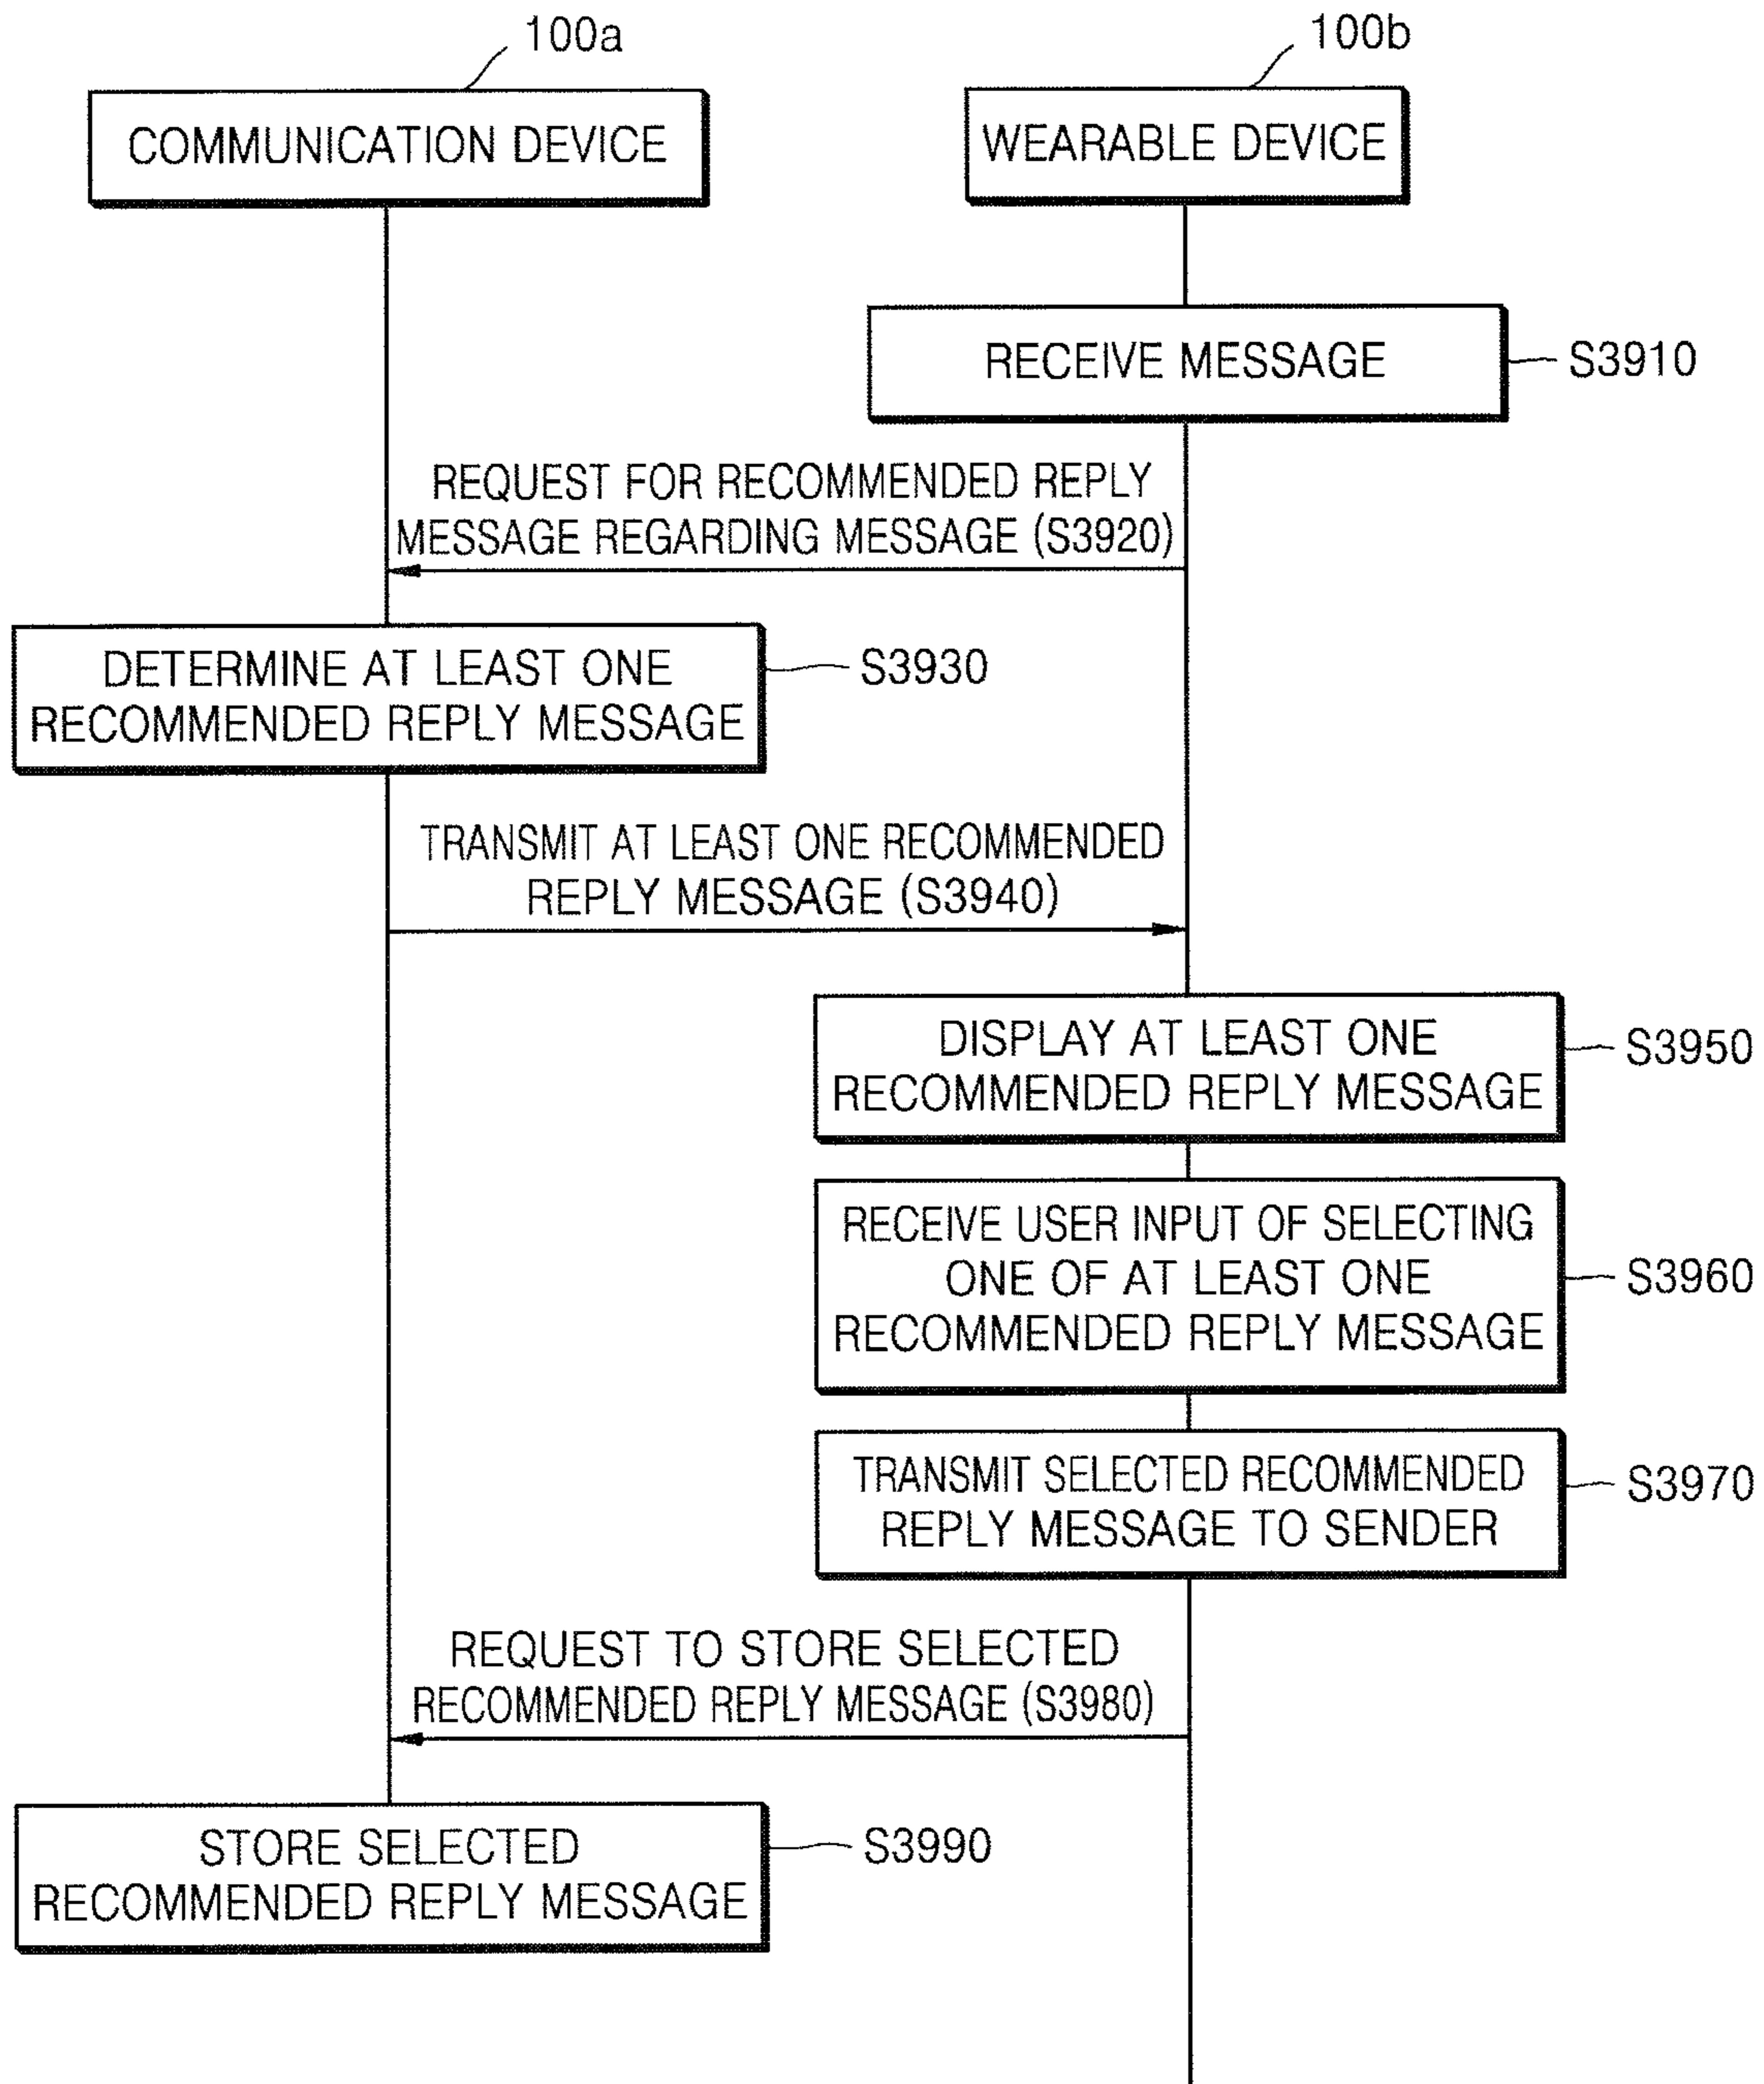 100a
100b
COMMUNICATION DEVICE
WEARABLE DEVICE
RECEIVE MESSAGE
S3910
REQUEST FOR RECOMMENDED REPLY
MESSAGE REGARDING MESSAGE (S3920)
DETERMINE AT LEAST ONE
RECOMMENDED REPLY MESSAGE
S3930
TRANSMIT AT LEAST ONE RECOMMENDED
REPLY MESSAGE (S3940)
DISPLAY AT LEAST ONE
RECOMMENDED REPLY MESSAGE
S3950
RECEIVE USER INPUT OF SELECTING
ONE OF AT LEAST ONE
RECOMMENDED REPLY MESSAGE
S3960
TRANSMIT SELECTED RECOMMENDED
REPLY MESSAGE TO SENDER
S3970
REQUEST TO STORE SELECTED
RECOMMENDED REPLY MESSAGE (S3980)
STORE SELECTED
RECOMMENDED REPLY MESSAGE
S3990